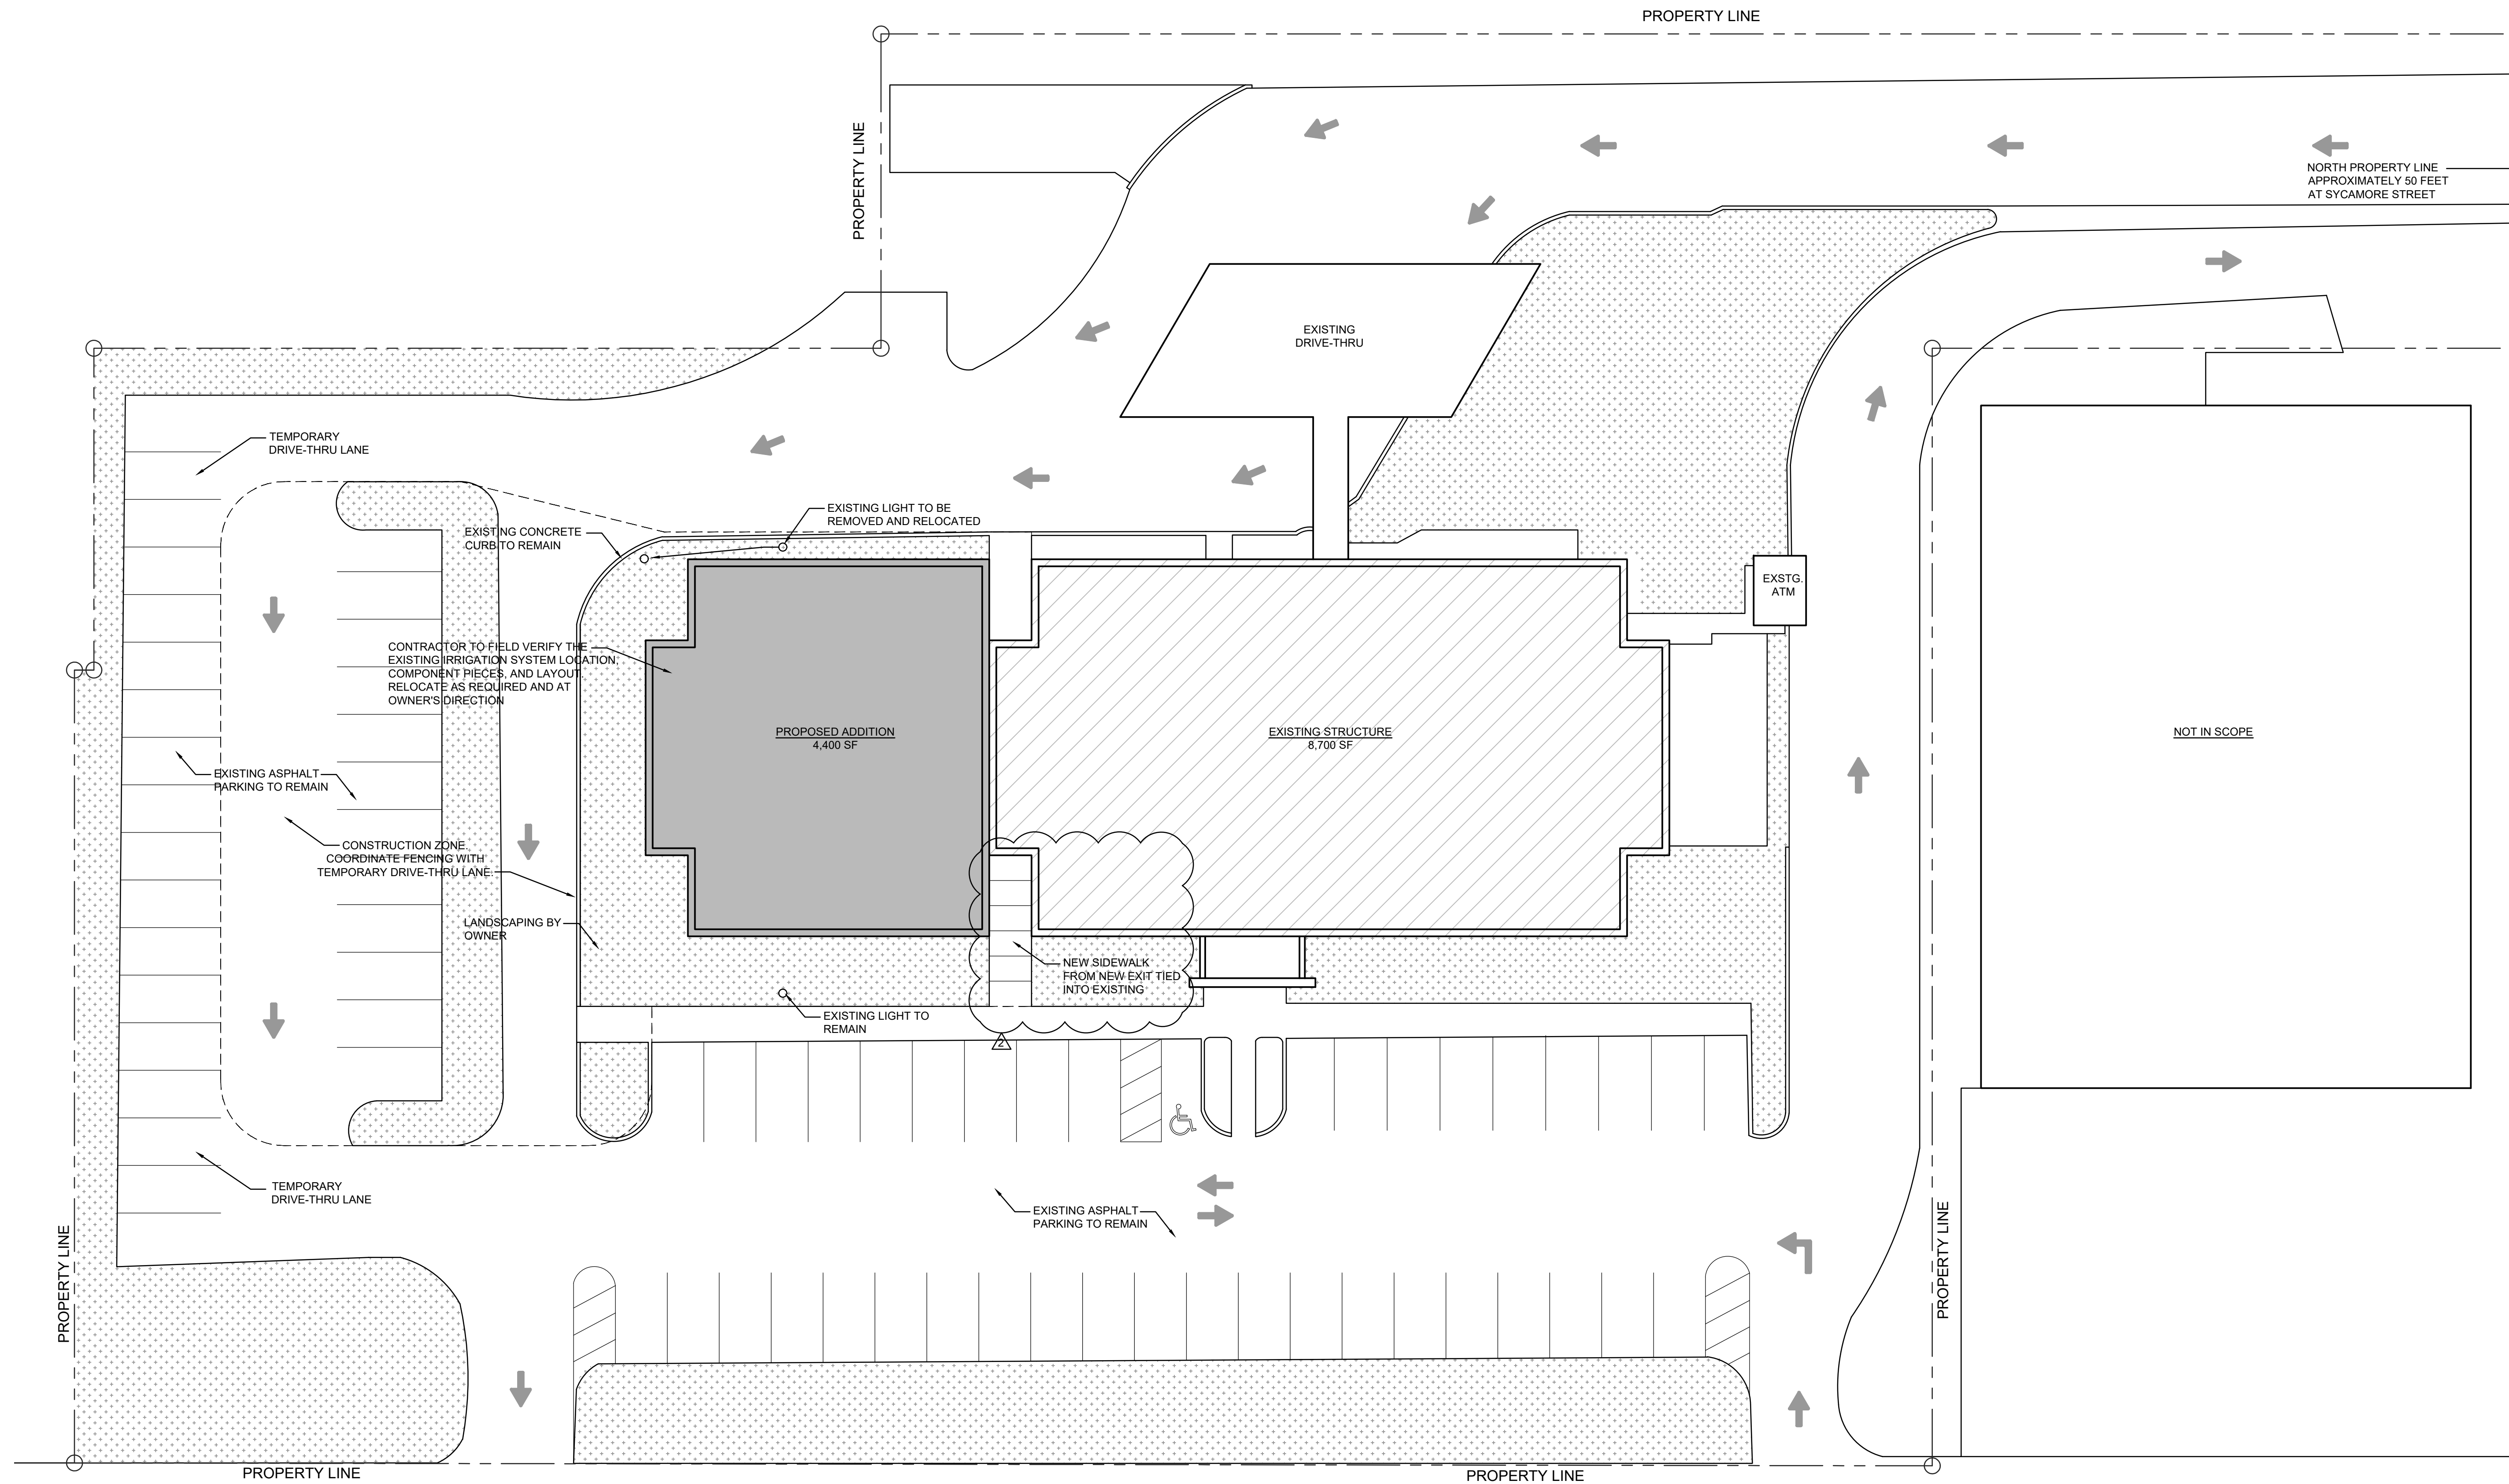 PROPERTY LINE
PROPERTY LINE
NORTH PROPERTY LINE
APPROXIMATELY 50 FEET
AT SYCAMORE STREET
EXISTING
DRIVE-THRU
TEMPORARY
DRIVE-THRU LANE
EXISTING LIGHT TO BE
REMOVED AND RELOCATED
EXISTING CONCRETE
CURB TO REMAIN
EXSTG.
ATM
CONTRACTOR TO FIELD VERIFY THE
EXISTING IRRIGATION SYSTEM LOCATION,
COMPONENT PIECES, AND LAYOUT.
RELOCATE AS REQUIRED AND AT
OWNER'S DIRECTION
PROPOSED ADDITION
4,400 SF
EXISTING STRUCTURE
8,700 SF
NOT IN SCOPE
EXISTING ASPHALT
PARKING TO REMAIN
CONSTRUCTION ZONE.
COORDINATE FENCING WITH
TEMPORARY DRIVE-THRU LANE.
LANDSCAPING BY
OWNER
NEW SIDEWALK
FROM NEW EXIT TIED
INTO EXISTING
EXISTING LIGHT TO
REMAIN
2
TEMPORARY
DRIVE-THRU LANE
EXISTING ASPHALT
PARKING TO REMAIN
PROPERTY LINE
PROPERTY LINE
PROPERTY LINE
PROPERTY LINE